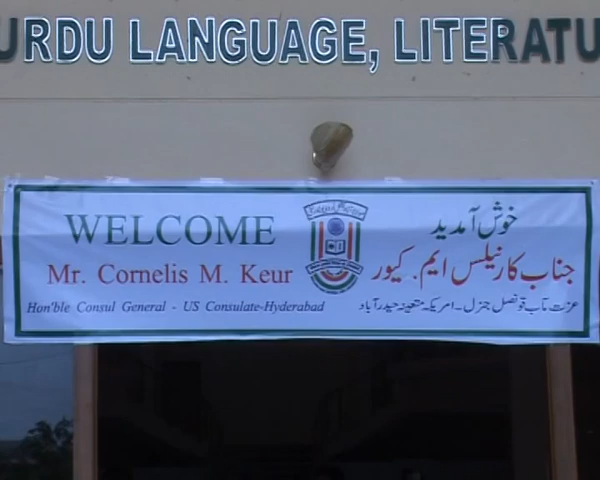 URDU LANGUAGE, LITERATU
WELCOME
Mr. Cornelis M. Keur
Hon'ble Consul General - US Consulate-Hyderabad
خوش آمدید
جناب کارنیلس ایم. کیور
عزت مآب قونصل جنرل۔ امریکہ متعینہ حیدرآباد